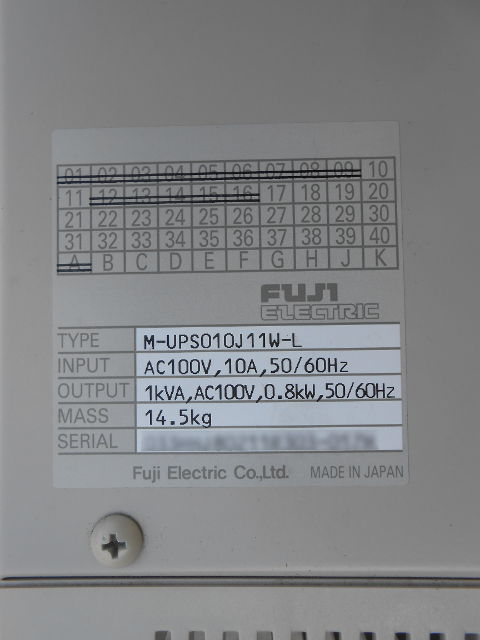 01 02 03 04 05 06 07 08 09 10
11 12 13 14 15 16 17 18 19 20
21 22 23 24 25 26 27 28 29 30
31 32 33 34 35 36 37 38 39 40
A B C D E F G H J K
FUJI
ELECTRIC
TYPE M-UPS010J11W-L
INPUT AC100V,10A,50/60Hz
OUTPUT 1kVA,AC100V,0.8kW,50/60Hz
MASS 14.5kg
SERIAL
Fuji Electric Co.,Ltd. MADE IN JAPAN